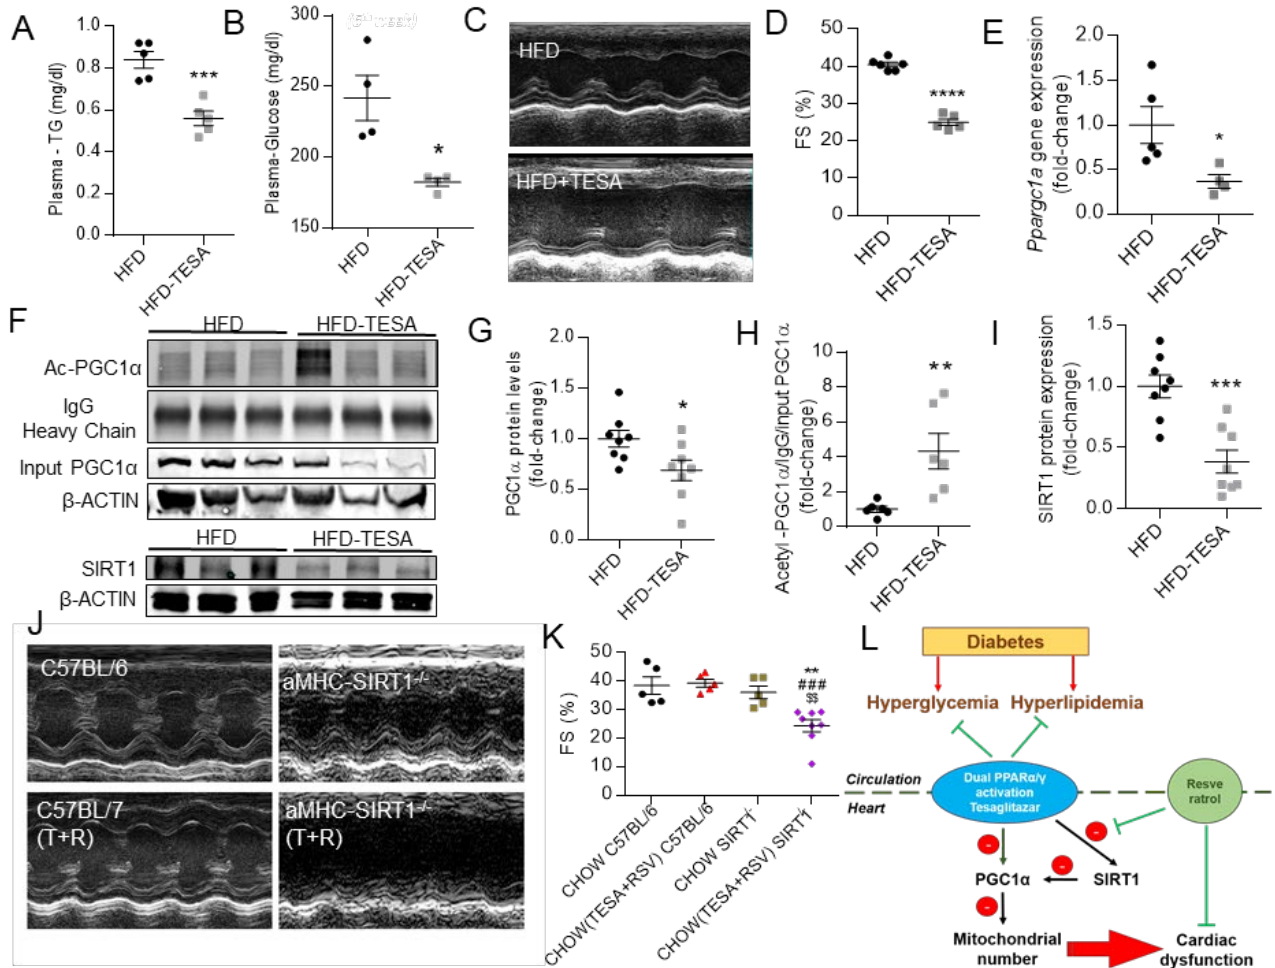 A
Plasma - TG (mg/dl)
1.0
0.8
0.6
0.4
0.2
0.0
***
HFD
HFD-TESA
B
Plasma-Glucose (mg/dl)
300
250
200
150
*
HFD
HFD-TESA
C
HFD
HFD+TESA
D
FS (%)
50
40
30
20
10
0
****
HFD
HFD-TESA
E
Ppargc1a gene expression
(fold-change)
2.0
1.5
1.0
0.5
0.0
*
HFD
HFD-TESA
F
HFD HFD-TESA
Ac-PGC1α
IgG
Heavy Chain
Input PGC1α
β-ACTIN
HFD HFD-TESA
SIRT1
β-ACTIN
G
PGC1α protein levels
(fold-change)
2.0
1.5
1.0
0.5
0.0
*
HFD
HFD-TESA
H
Acetyl -PGC1α/IgG/Input PGC1α
(fold-change)
10
8
6
4
2
0
**
HFD
HFD-TESA
I
SIRT1 protein expression
(fold-change)
1.5
1.0
0.5
0.0
***
HFD
HFD-TESA
J
C57BL/6
aMHC-SIRT1-/-
C57BL/7
(T+R)
aMHC-SIRT1-/-
(T+R)
K
FS (%)
50
40
30
20
10
0
**
###
$$
CHOW C57BL/6
CHOW(TESA+RSV) C57BL/6
CHOW SIRT1
CHOW(TESA+RSV) SIRT1
L
Diabetes
Hyperglycemia Hyperlipidemia
Circulation
Heart
Dual PPARα/γ
activation
Tesaglitazar
Resve
ratrol
-
-
-
PGC1α
SIRT1
-
Mitochondrial
number
Cardiac
dysfunction